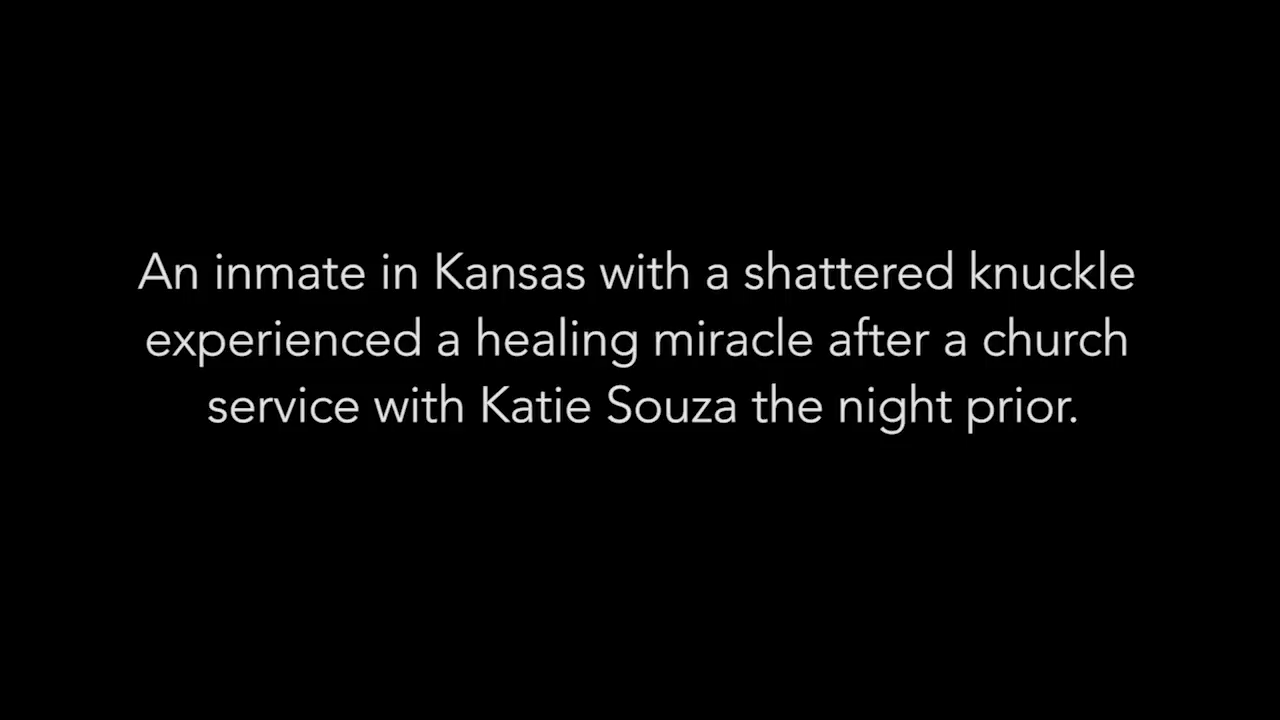 An inmate in Kansas with a shattered knuckle
experienced a healing miracle after a church
service with Katie Souza the night prior.